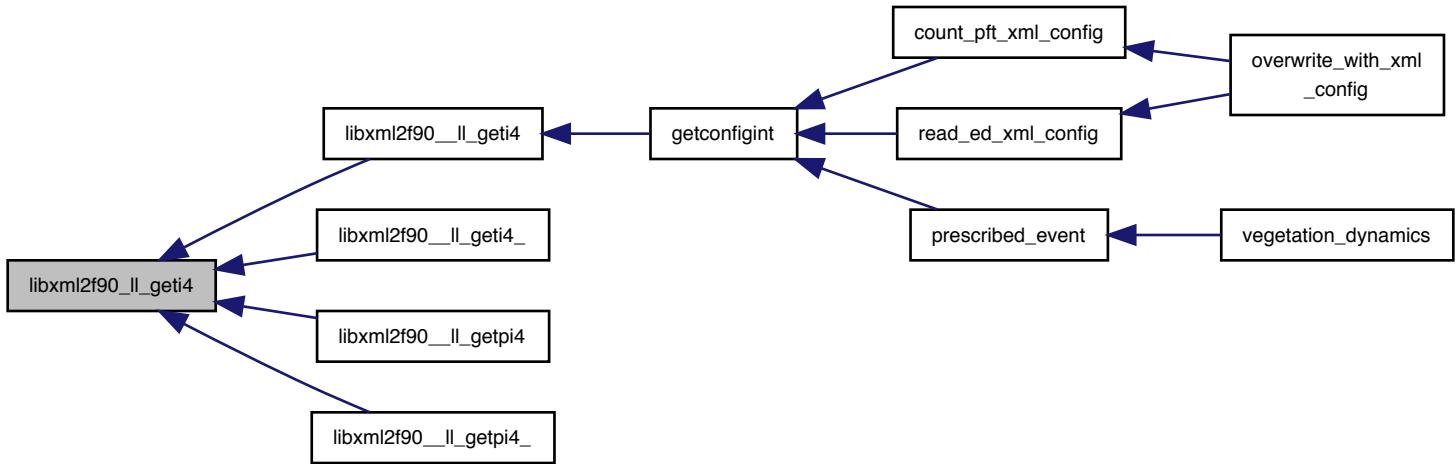 libxml2f90_ll_geti4
libxml2f90__ll_geti4
libxml2f90__ll_geti4_
libxml2f90__ll_getpi4
libxml2f90__ll_getpi4_
getconfigint
count_pft_xml_config
read_ed_xml_config
prescribed_event
overwrite_with_xml
_config
vegetation_dynamics